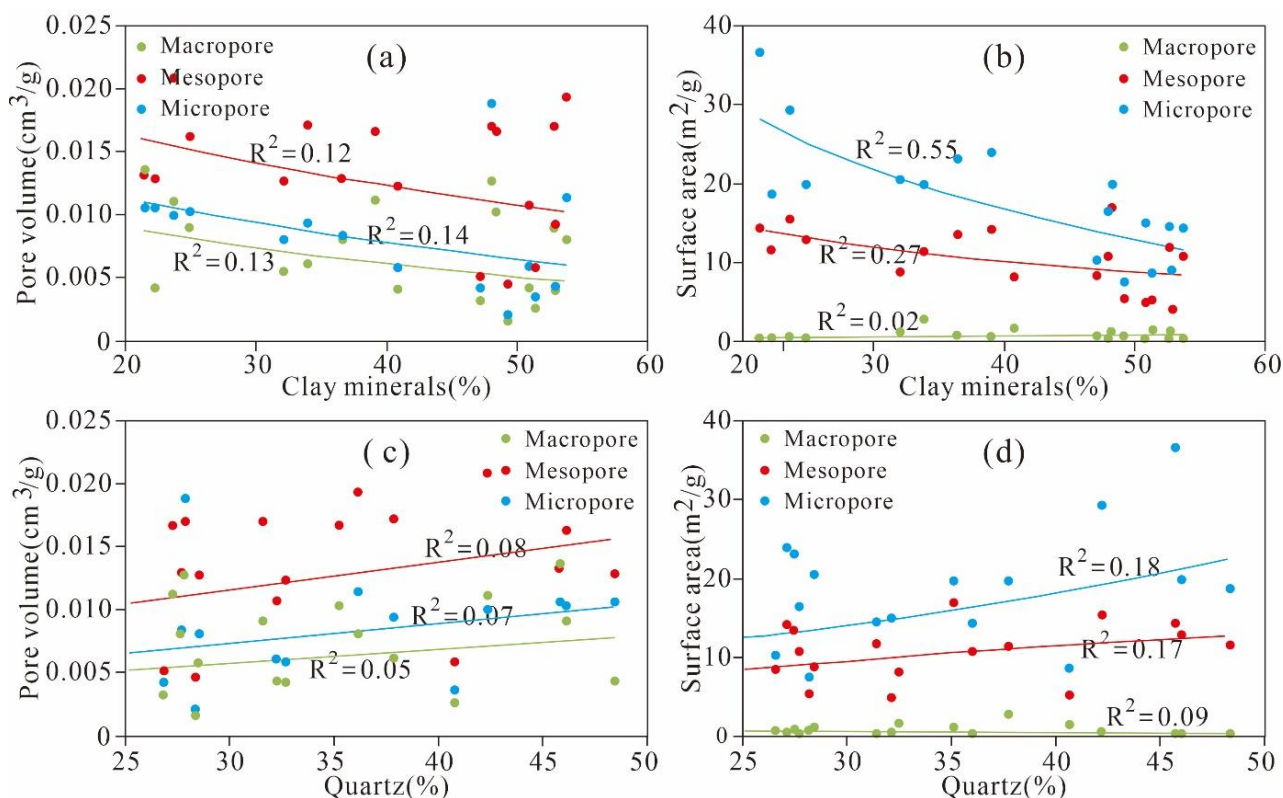 0.025
0.020
0.015
0.010
0.005
0
Pore volume(cm³/g)
Macropore
Mesopore
Micropore
(a)
R²=0.12
R²=0.14
R²=0.13
20 30 40 50 60
Clay minerals(%)
40
30
20
10
0
Surface area(m²/g)
(b)
Macropore
Mesopore
Micropore
R²=0.55
R²=0.27
R²=0.02
20 30 40 50 60
Clay minerals(%)
0.025
0.020
0.015
0.010
0.005
0
Pore volume(cm³/g)
( c)
Macropore
Mesopore
Micropore
R²=0.08
R²=0.07
R²=0.05
25 30 35 40 45 50
Quartz(%)
40
30
20
10
0
Surface area(m²/g)
Macropore
Mesopore
Micropore
(d)
R²=0.18
R²=0.17
R²=0.09
25 30 35 40 45 50
Quartz(%)